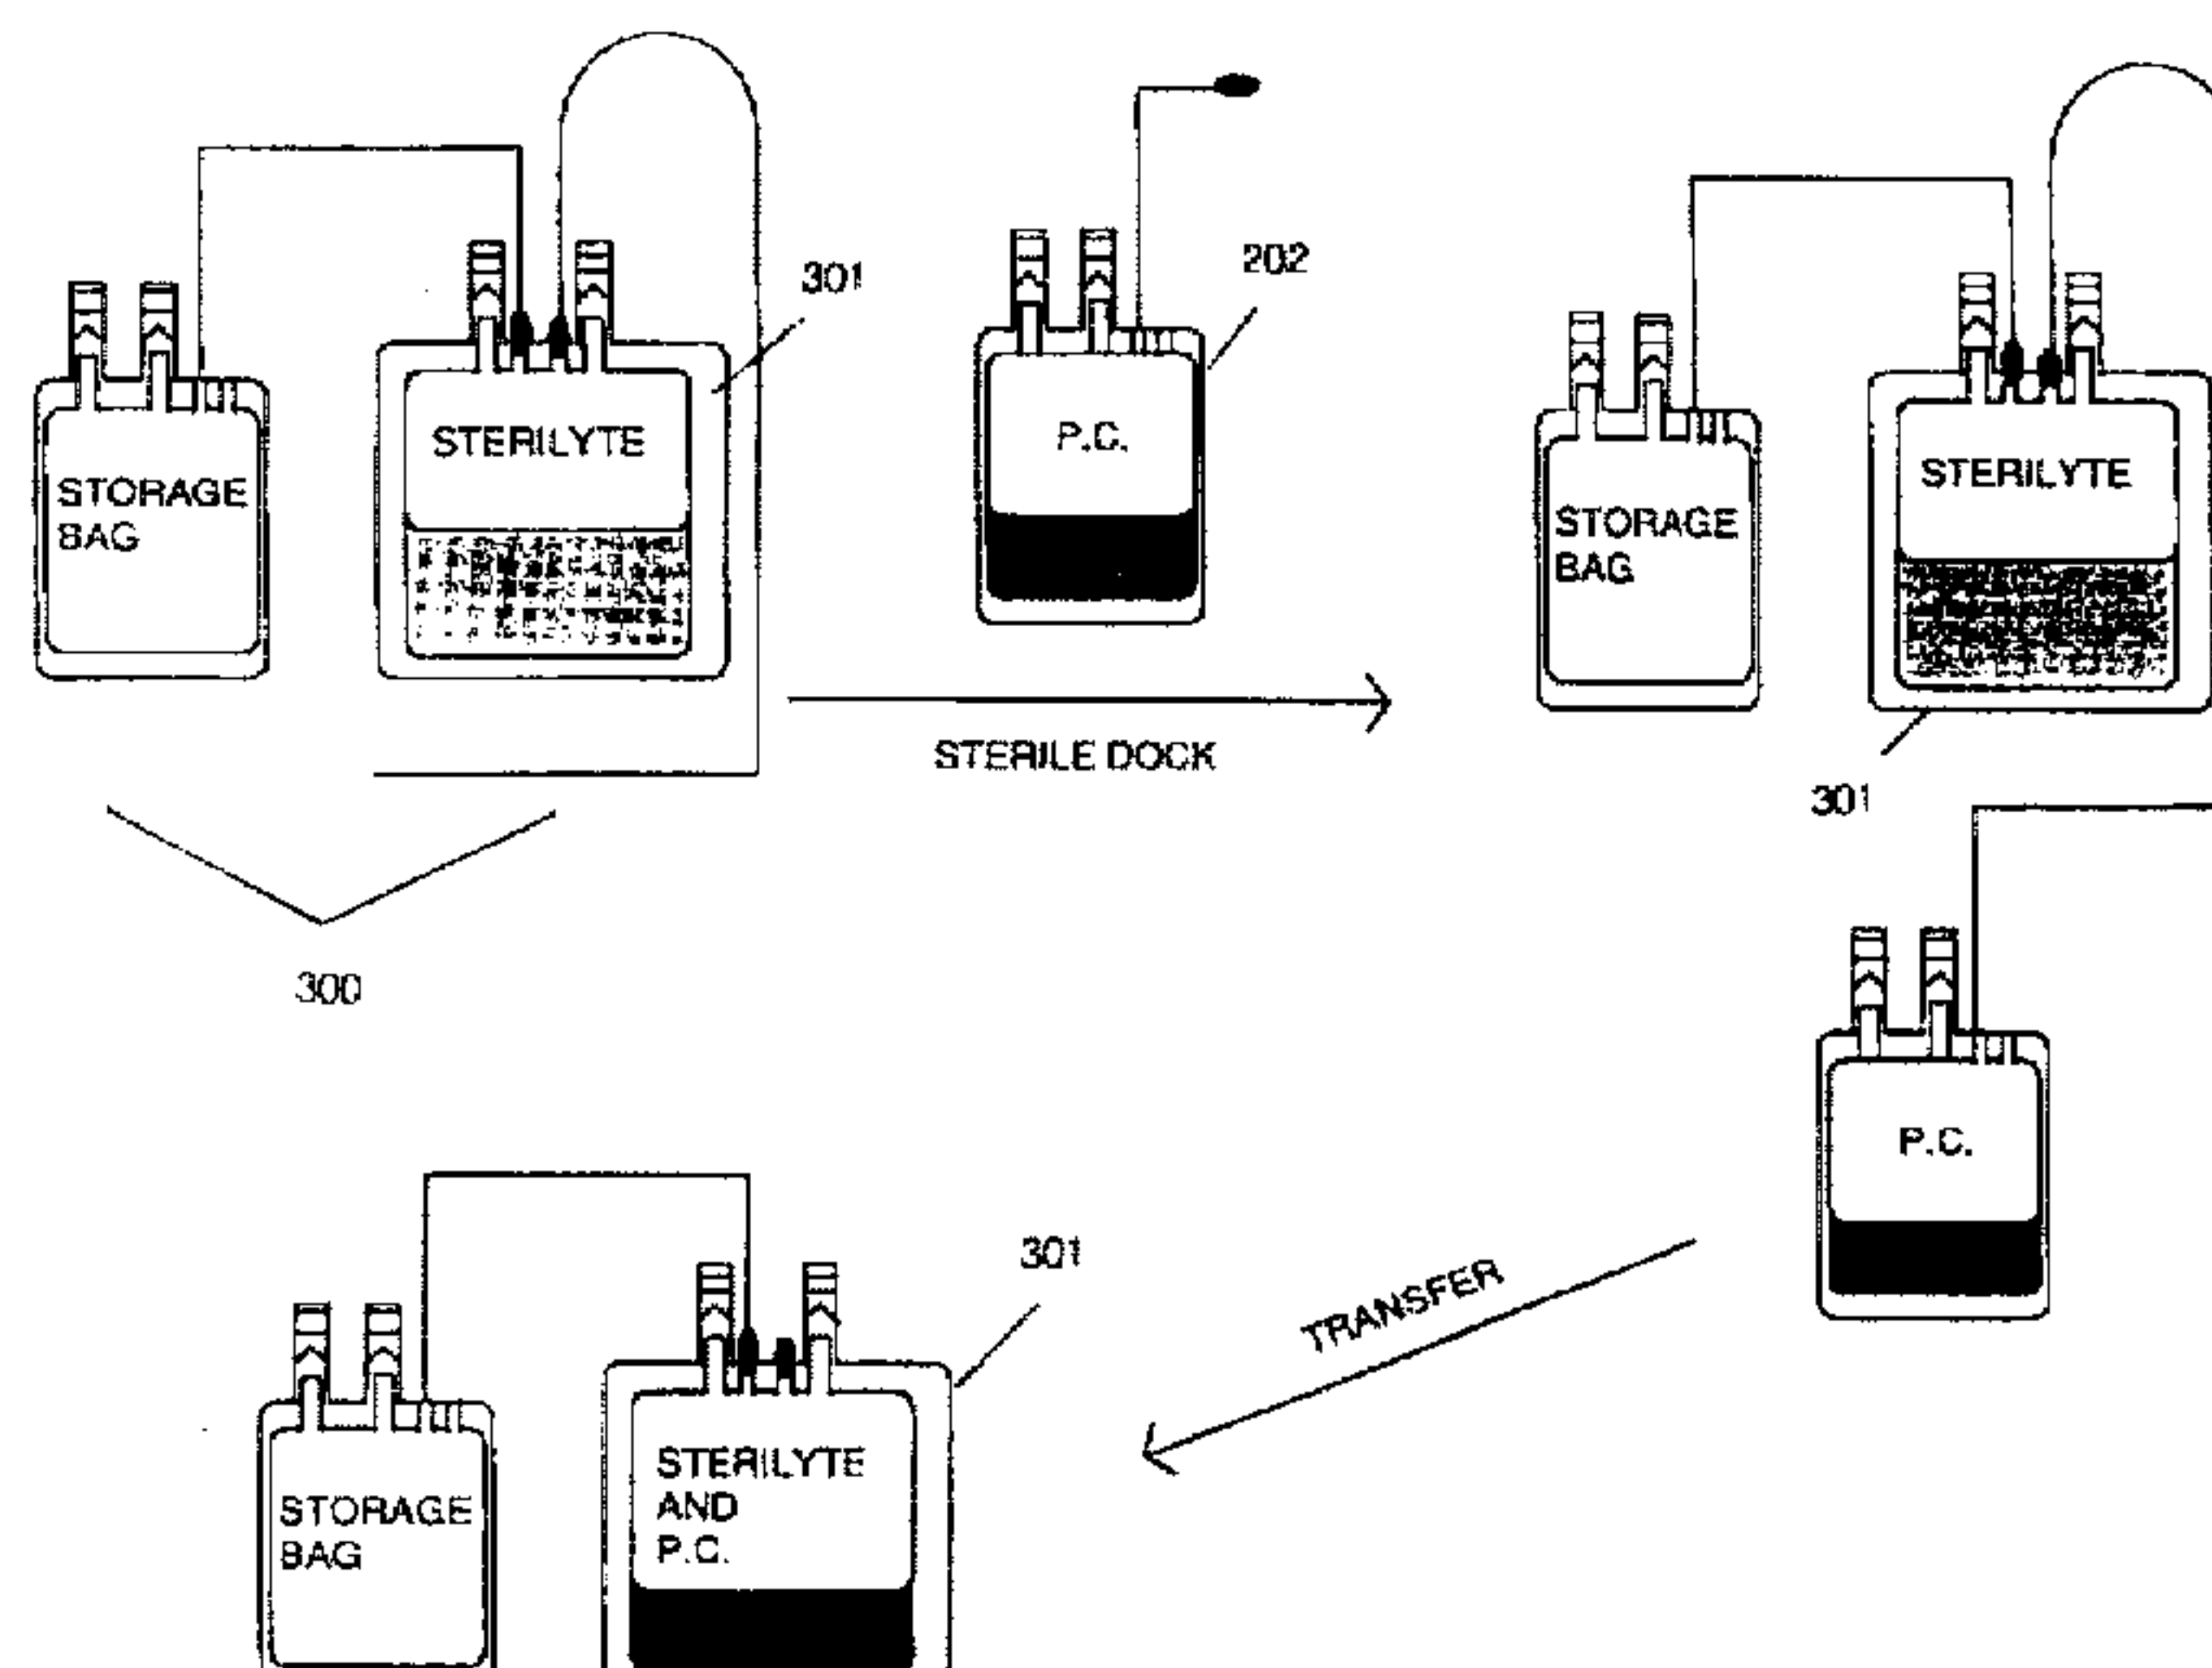 301
202
STERILYTE
P.C.
STORAGE
BAG
STERILYTE
STORAGE
BAG
STERILE DOCK
301
300
P.C.
301
TRANSFER
STERILYTE
AND
P.C.
STORAGE
BAG